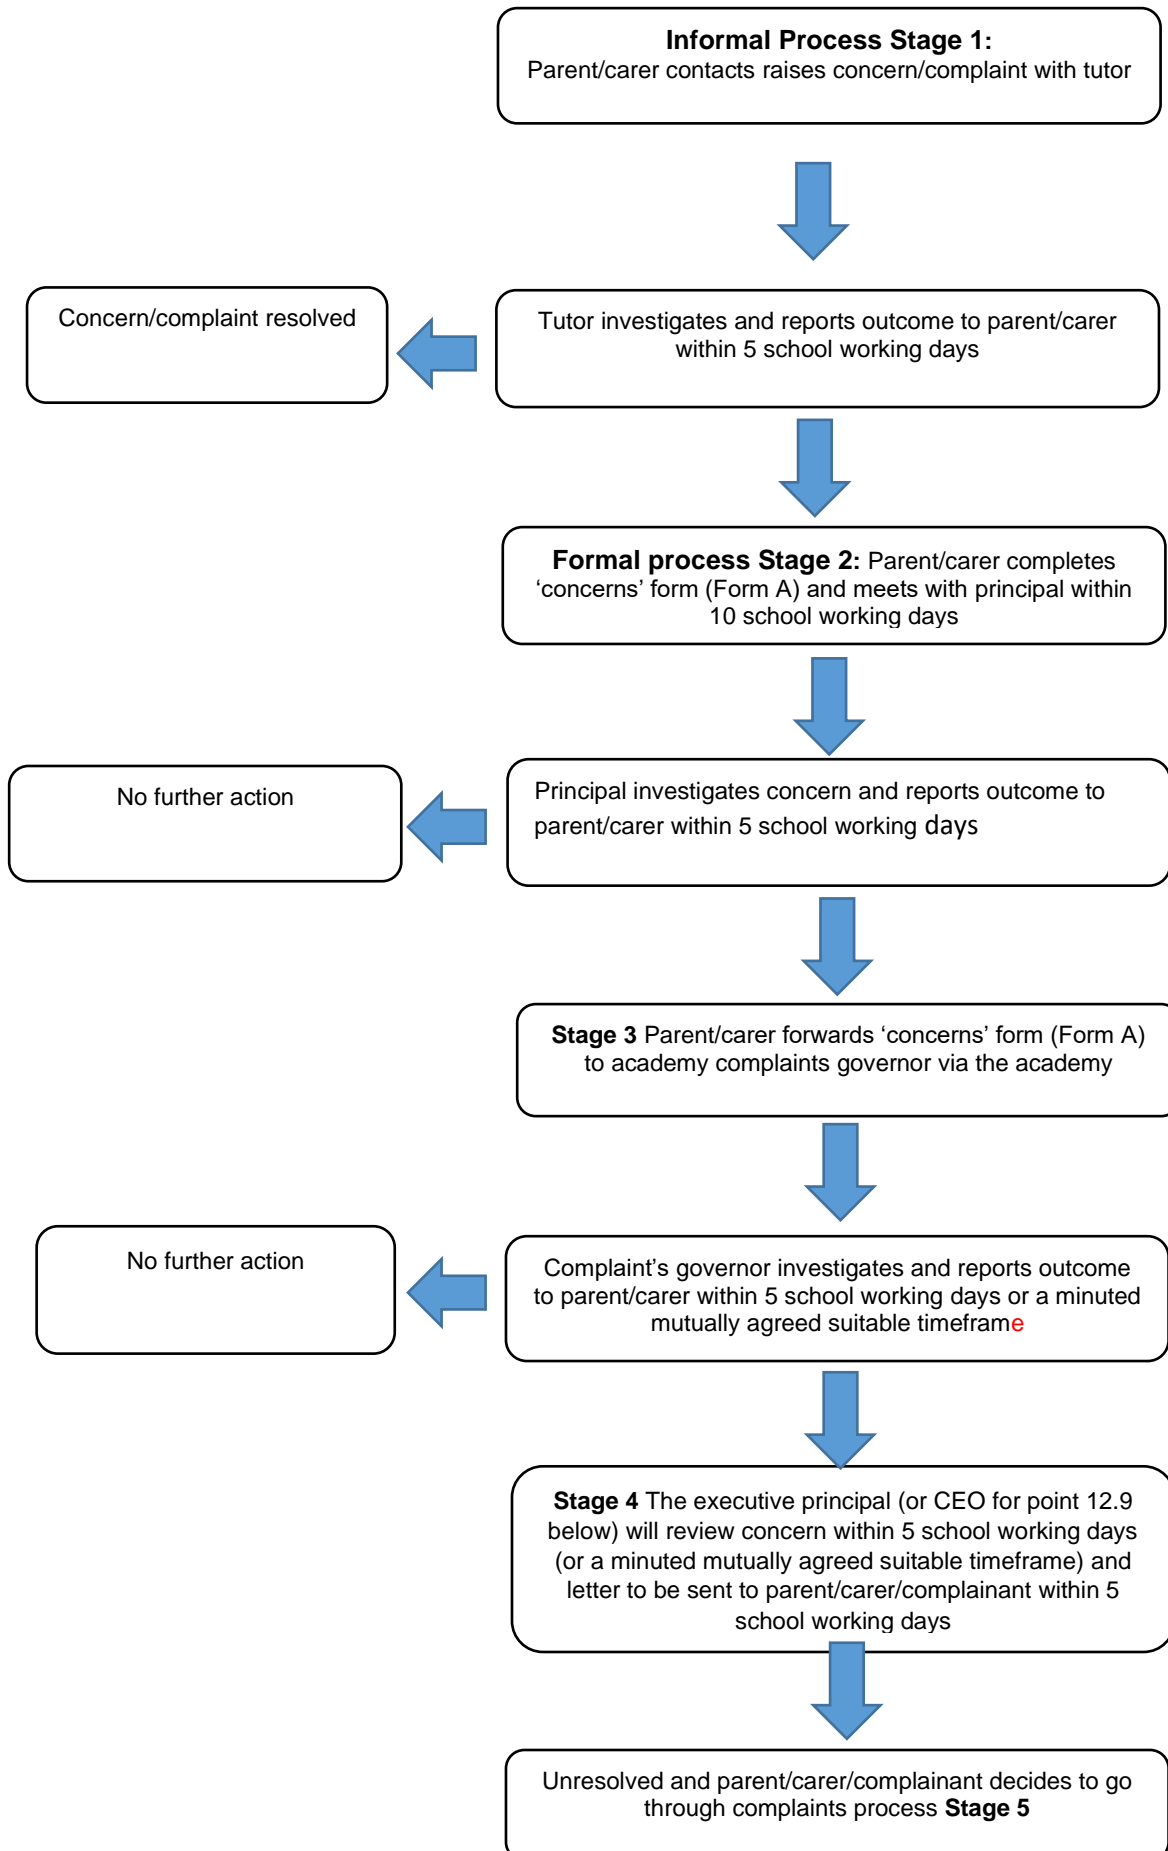 Informal Process Stage 1:
Parent/carer contacts raises concern/complaint with tutor
Concern/complaint resolved
Tutor investigates and reports outcome to parent/carer
within 5 school working days
Formal process Stage 2: Parent/carer completes
‘concerns’ form (Form A) and meets with principal within
10 school working days
No further action
Principal investigates concern and reports outcome to
parent/carer within 5 school working days
Stage 3 Parent/carer forwards ‘concerns’ form (Form A)
to academy complaints governor via the academy
No further action
Complaint’s governor investigates and reports outcome
to parent/carer within 5 school working days or a minuted
mutually agreed suitable timeframe
Stage 4 The executive principal (or CEO for point 12.9
below) will review concern within 5 school working days
(or a minuted mutually agreed suitable timeframe) and
letter to be sent to parent/carer/complainant within 5
school working days
Unresolved and parent/carer/complainant decides to go
through complaints process Stage 5